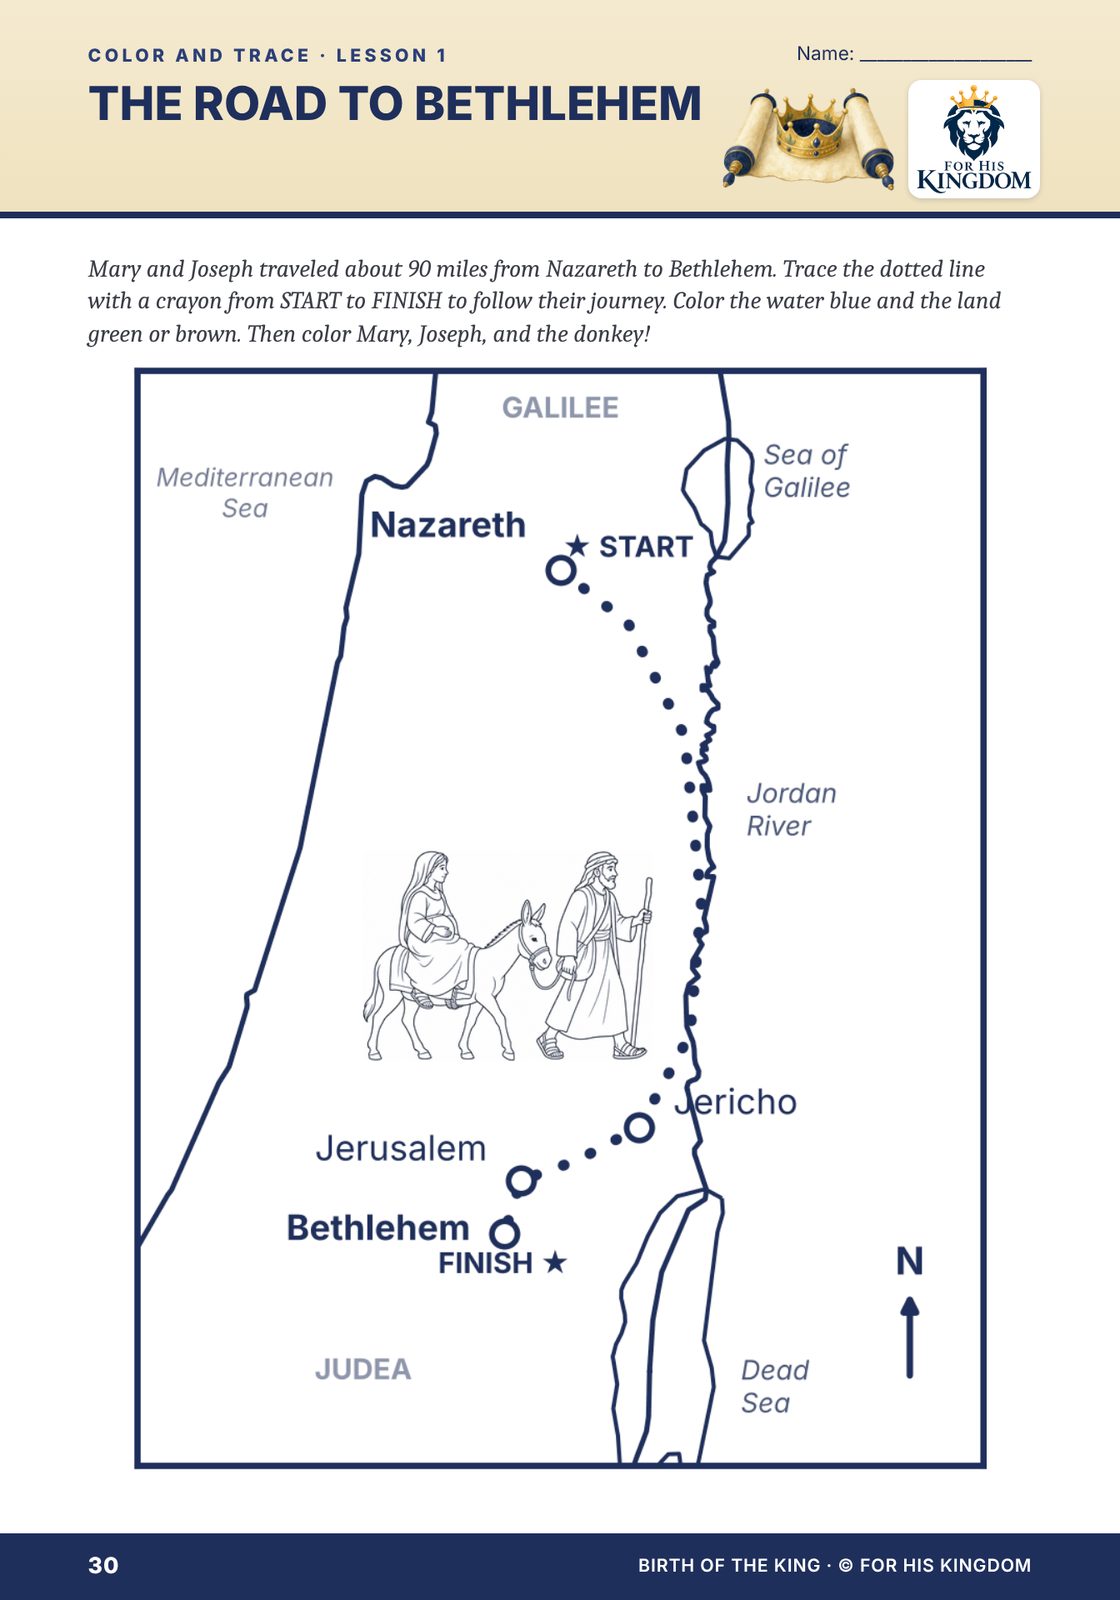 COLOR AND TRACE · LESSON 1
Name: ____________________
THE ROAD TO BETHLEHEM
FOR HIS
KINGDOM
Mary and Joseph traveled about 90 miles from Nazareth to Bethlehem. Trace the dotted line
with a crayon from START to FINISH to follow their journey. Color the water blue and the land
green or brown. Then color Mary, Joseph, and the donkey!
GALILEE
Sea of
Galilee
Mediterranean
Sea
Nazareth
★ START
Jordan
River
Jericho
Jerusalem
Bethlehem
FINISH ★
N
JUDEA
Dead
Sea
30
BIRTH OF THE KING · © FOR HIS KINGDOM